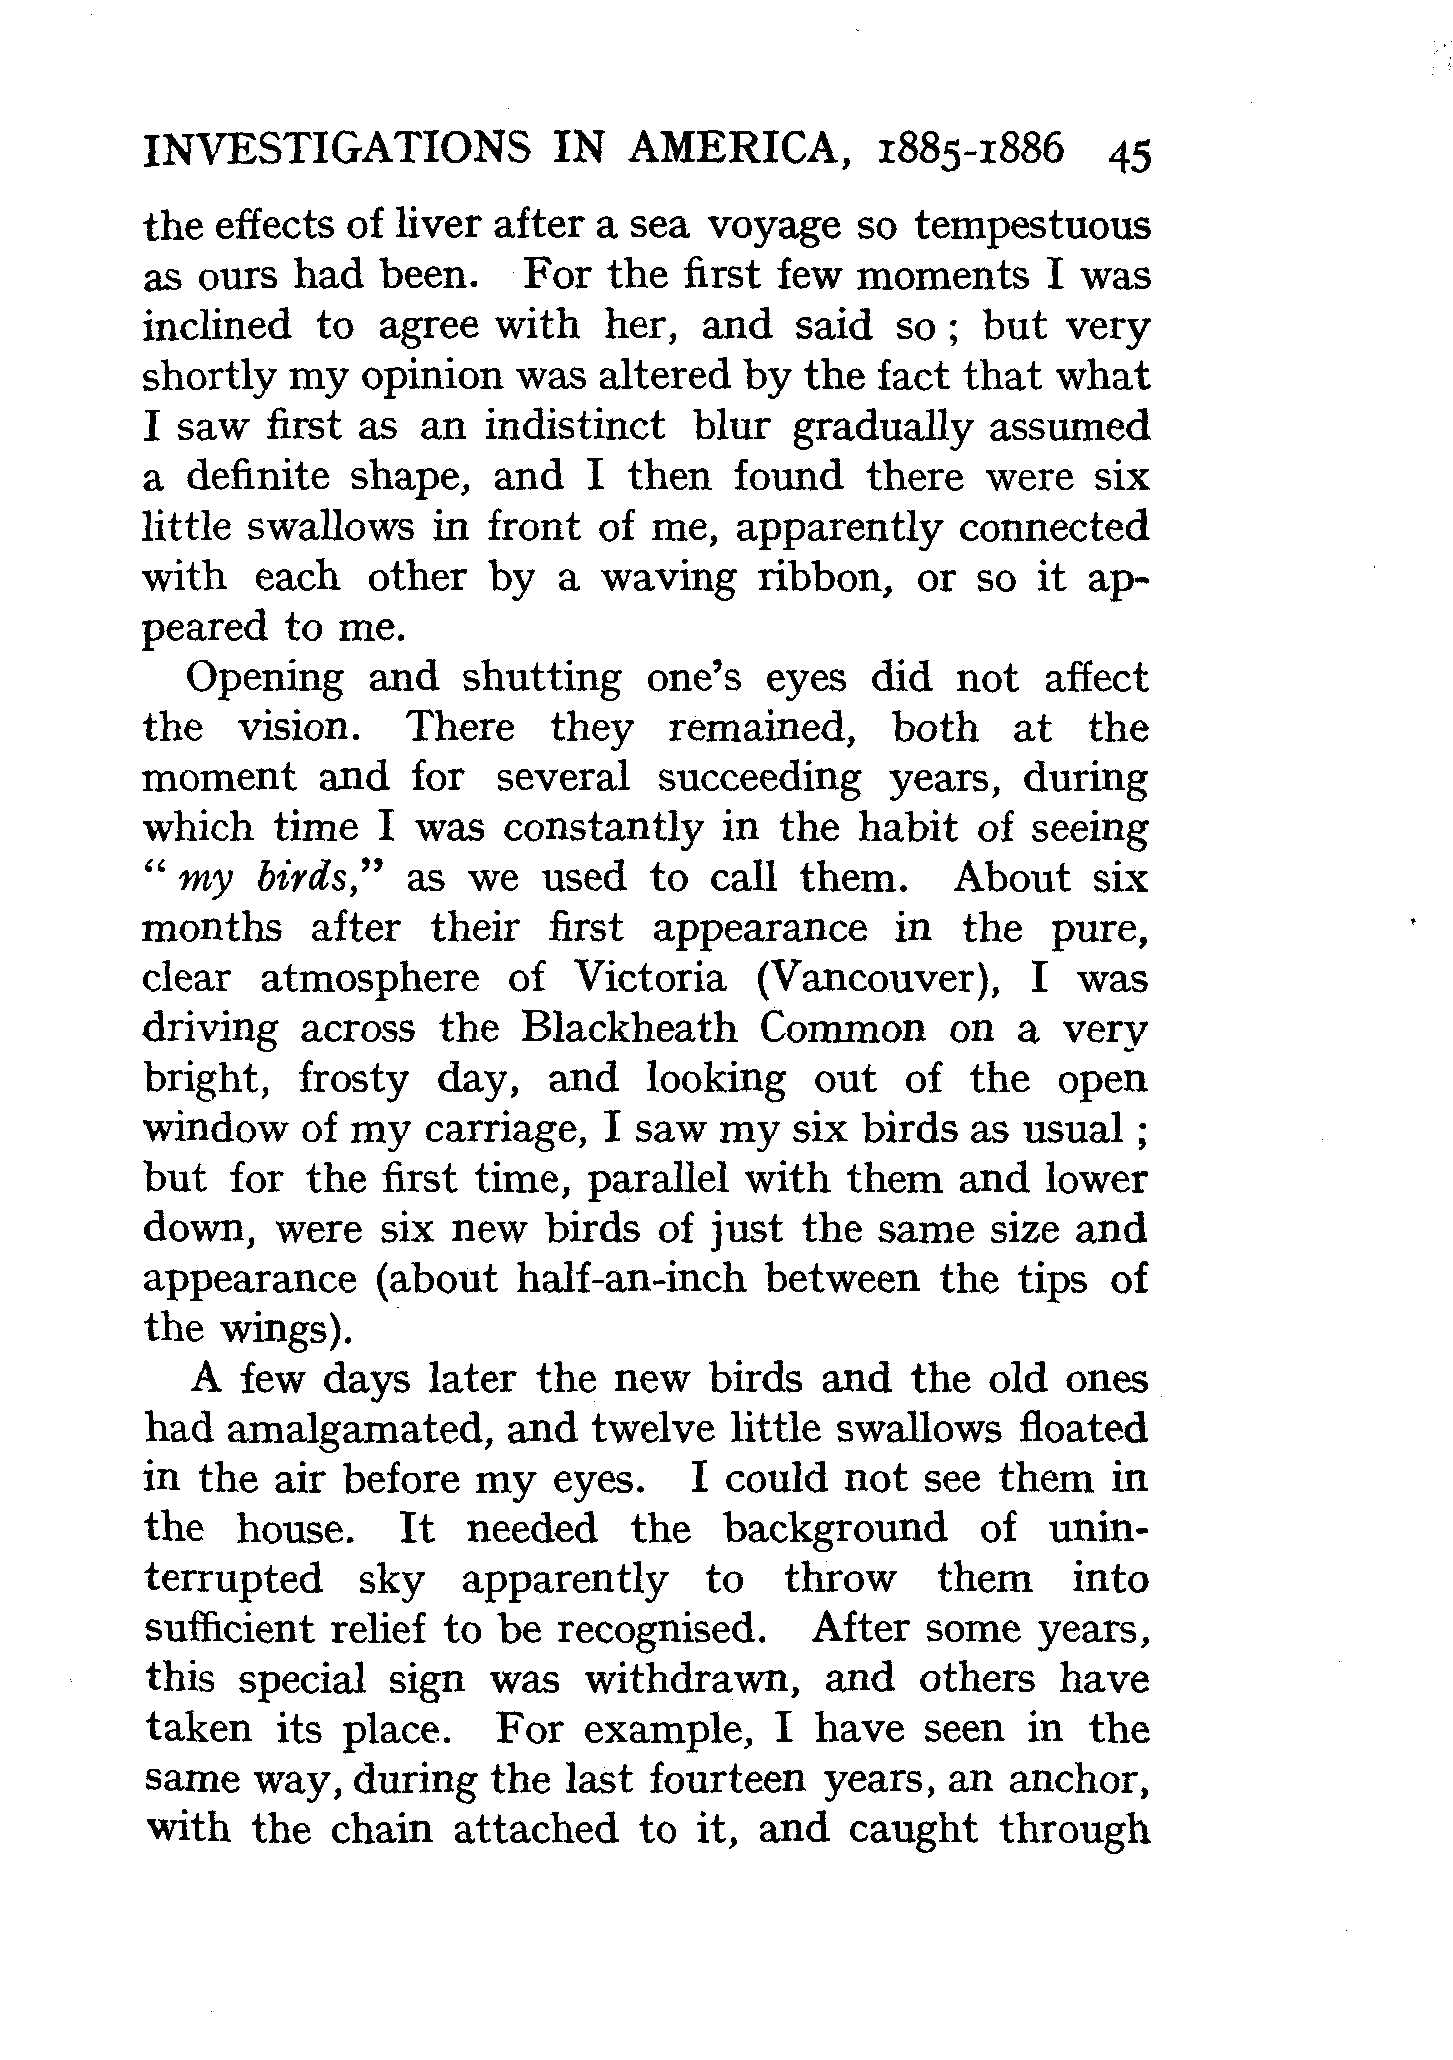 INVESTIGATIONS IN AMERICA, 1885-1886 45
the effects of liver after a sea voyage so tempestuous
as ours had been. For the first few moments I was
inclined to agree with her, and said so ; but very
shortly my opinion was altered by the fact that what
I saw first as an indistinct blur gradually assumed
a definite shape, and I then found there were six
little swallows in front of me, apparently connected
with each other by a waving ribbon, or so it ap-
peared to me.
Opening and shutting one's eyes did not affect
the vision. There they remained, both at the
moment and for several succeeding years, during
which time I was constantly in the habit of seeing
" my birds," as we used to call them. About six
months after their first appearance in the pure,
clear atmosphere of Victoria (Vancouver), I was
driving across the Blackheath Common on a very
bright, frosty day, and looking out of the open
window of my carriage, I saw my six birds as usual ;
but for the first time, parallel with them and lower
down, were six new birds of just the same size and
appearance (about half-an-inch between the tips of
the wings).
A few days later the new birds and the old ones
had amalgamated, and twelve little swallows floated
in the air before my eyes. I could not see them in
the house. It needed the background of unin-
terrupted sky apparently to throw them into
sufficient relief to be recognised. After some years,
this special sign was withdrawn, and others have
taken its place. For example, I have seen in the
same way, during the last fourteen years, an anchor,
with the chain attached to it, and caught through